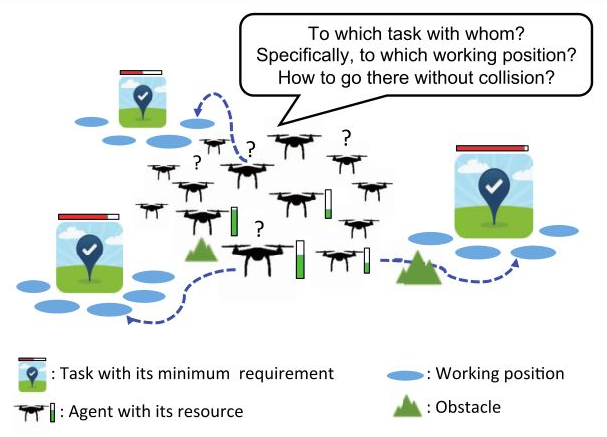 To which task with whom?
Specifically, to which working position?
How to go there without collision?
?
?
?
?
: Task with its minimum requirement
: Working position
: Agent with its resource
: Obstacle